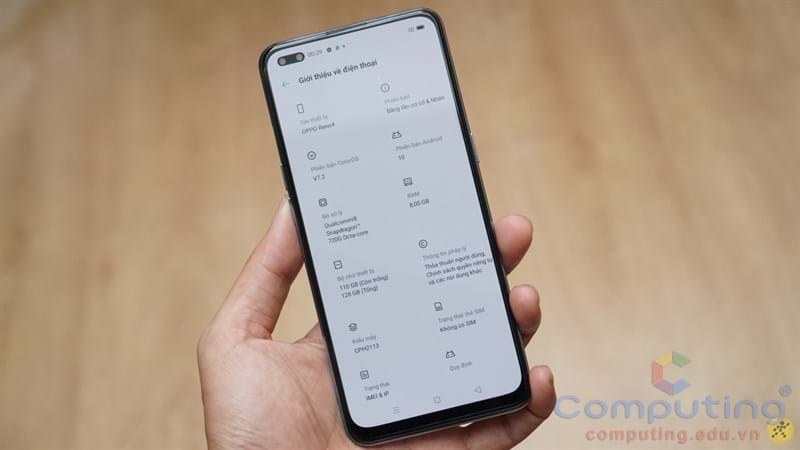 00:29
Giới thiệu về điện thoại
Tên thiết bị
OPPO Reno4
Phiên bản
Băng tần cơ sở & Nhân
Phiên bản ColorOS
V7.2
Phiên bản Android
10
Bộ xử lý
Qualcomm®
Snapdragon™
720G Octa-core
RAM
8,00 GB
Bộ nhớ thiết bị
110 GB (Còn trống)
128 GB (Tổng)
Thông tin pháp lý
Thỏa thuận người dùng,
Chính sách quyền riêng tư
và các nội dung khác
Kiểu máy
CPH2113
Trạng thái thẻ SIM
Không có SIM
Trạng thái
IMEI & IP
Quy định
Computing®
computing.edu.vn